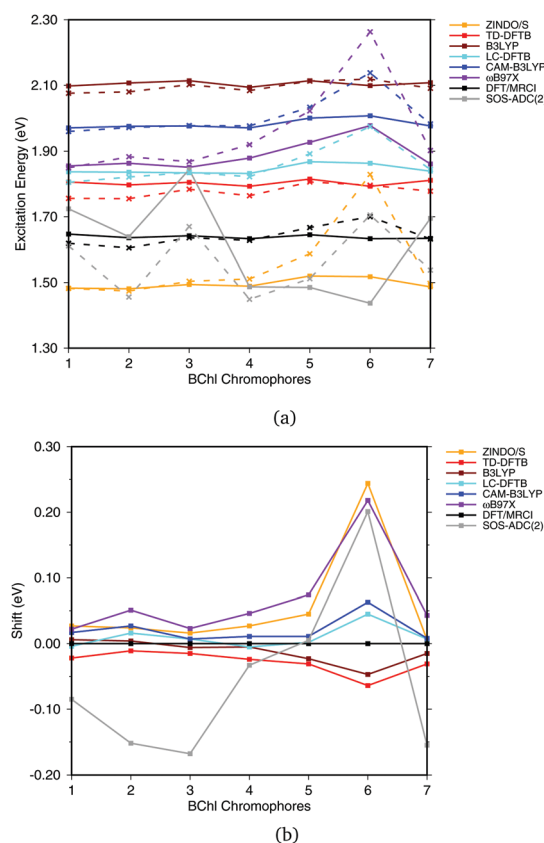 (a)
2.10
1.90
1.70
1.50
1.30
Excitation Energy (eV)
1 2 3 4 5 6 7
BChl Chromophores
ZINDO/S
TD-DFTB
B3LYP
LC-DFTB
CAM-B3LYP
ωB97X
DFT/MRCI
SOS-ADC(2)
(b)
0.30
0.20
0.10
0.00
-0.10
-0.20
Shift (eV)
1 2 3 4 5 6 7
BChl Chromophores
ZINDO/S
TD-DFTB
B3LYP
LC-DFTB
CAM-B3LYP
ωB97X
DFT/MRCI
SOS-ADC(2)